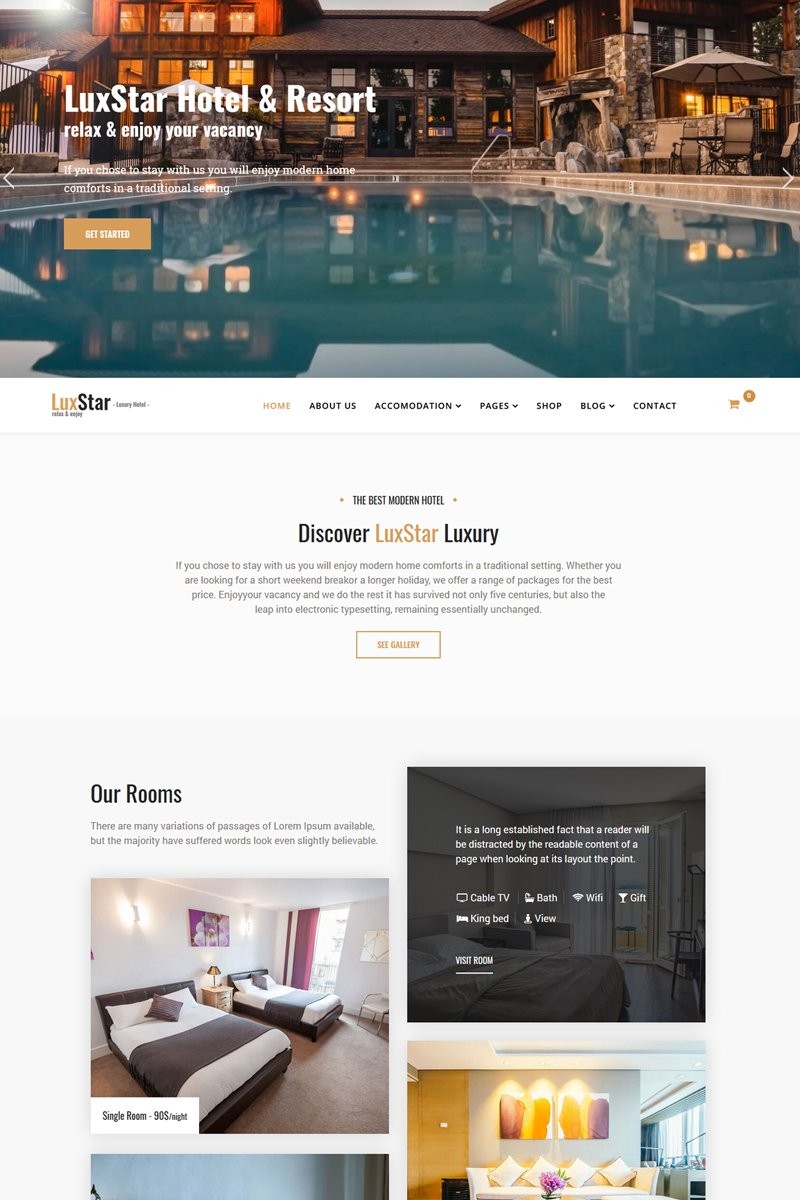 LuxStar Hotel & Resort
relax & enjoy your vacancy
If you chose to stay with us you will enjoy modern home
comforts in a traditional setting.
GET STARTED
LuxStar - Luxury Hotel -
relax & enjoy
HOME ABOUT US ACCOMODATION PAGES SHOP BLOG CONTACT
0
THE BEST MODERN HOTEL
Discover LuxStar Luxury
If you chose to stay with us you will enjoy modern home comforts in a traditional setting. Whether you
are looking for a short weekend breakor a longer holiday, we offer a range of packages for the best
price. Enjoyyour vacancy and we do the rest it has survived not only five centuries, but also the
leap into electronic typesetting, remaining essentially unchanged.
SEE GALLERY
Our Rooms
There are many variations of passages of Lorem Ipsum available,
but the majority have suffered words look even slightly believable.
Single Room - 90$/night
It is a long established fact that a reader will
be distracted by the readable content of a
page when looking at its layout the point.
Cable TV Bath Wifi Gift
King bed View
VISIT ROOM